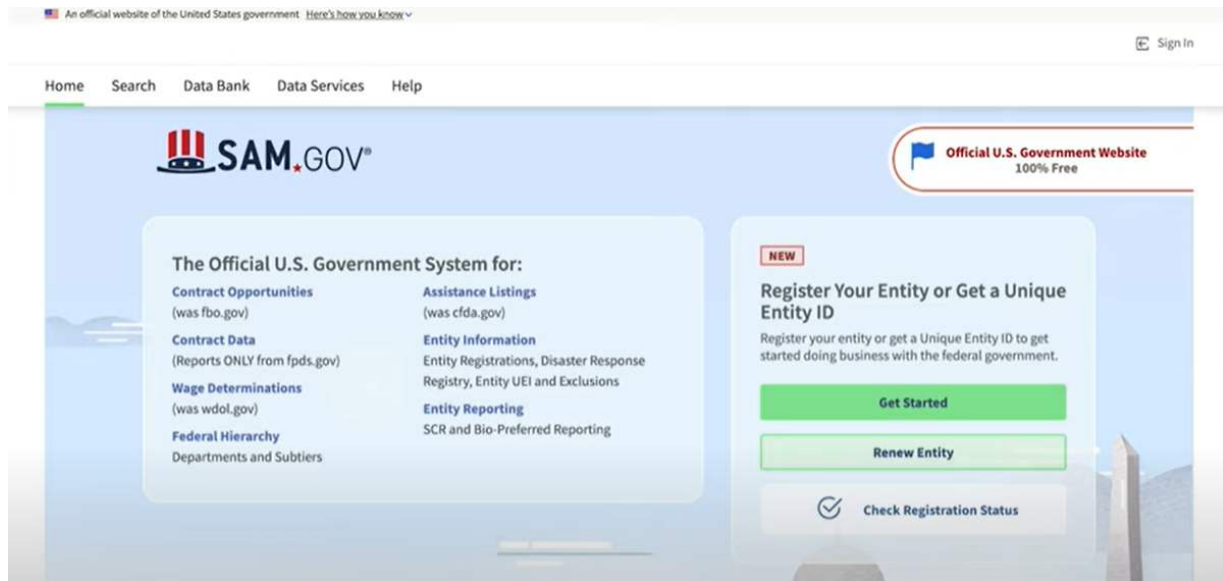 An official website of the United States government Here's how you know
Sign In
Home Search Data Bank Data Services Help
SAM.GOV®
Official U.S. Government Website
100% Free
The Official U.S. Government System for:
Contract Opportunities
(was fbo.gov)
Contract Data
(Reports ONLY from fpds.gov)
Wage Determinations
(was wdol.gov)
Federal Hierarchy
Departments and Subtiers
Assistance Listings
(was cfda.gov)
Entity Information
Entity Registrations, Disaster Response
Registry, Entity UEI and Exclusions
Entity Reporting
SCR and Bio-Preferred Reporting
NEW
Register Your Entity or Get a Unique
Entity ID
Register your entity or get a Unique Entity ID to get
started doing business with the federal government.
Get Started
Renew Entity
Check Registration Status